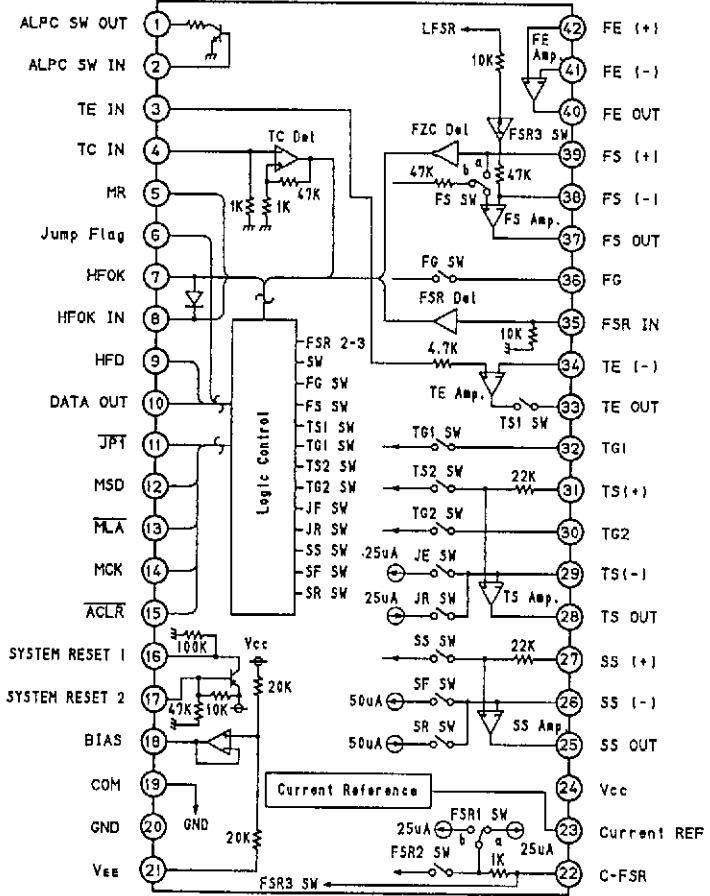 ALPC SW OUT 1
ALPC SW IN 2
TE IN 3
TC IN 4
MR 5
Jump Flag 6
HFOK 7
HFOK IN 8
HFD 9
DATA OUT 10
JP1 11
MSD 12
MLA 13
MCK 14
ACLR 15
SYSTEM RESET 1 16
SYSTEM RESET 2 17
BIAS 18
COM 19
GND 20
VEE 21
TC Del
47K
1K
1K
Logic Control
FSR 2-3
SW
FG SW
FS SW
TS1 SW
TG1 SW
TS2 SW
TG2 SW
JF SW
JR SW
SS SW
SF SW
SR SW
100K
Vcc
20K
47K
10K
GND
20K
Current Reference
FSR3 SW
LFSR
10K
FE Amp.
FSR3 SW
FZC Del
a
b
47K
47K
FS SW
FS Amp.
FG SW
FSR Del
10K
4.7K
TE Amp.
TS1 SW
TG1 SW
TS2 SW
22K
TG2 SW
25uA
JE SW
25uA
JR SW
TS Amp.
SS SW
22K
50uA
SF SW
50uA
SR SW
SS Amp
FSR1 SW
25uA
b
a
25uA
FSR2 SW
1K
42 FE (+)
41 FE (-)
40 FE OUT
39 FS (+)
38 FS (-)
37 FS OUT
36 FG
35 FSR IN
34 TE (-)
33 TE OUT
32 TG1
31 TS(+)
30 TG2
29 TS(-)
28 TS OUT
27 SS (+)
26 SS (-)
25 SS OUT
24 Vcc
23 Current REF
22 C-FSR